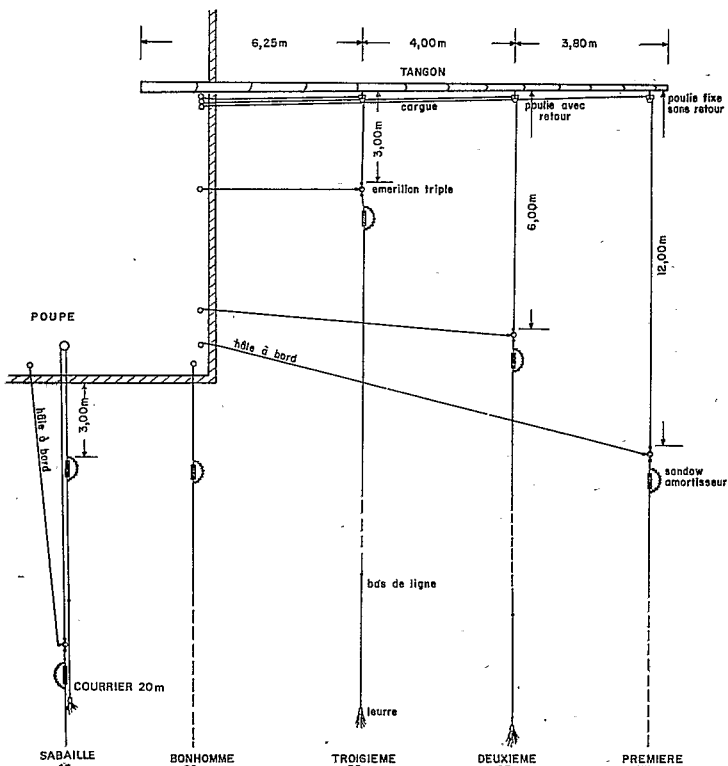 6,25m
4,00m
3,80m
TANGON
cargue
poulie avec
retour
poulie fixe
sans retour
3,00m
emerillon triple
6,00m
12,00m
POUPE
hâle à bord
hâle à bord
3,00m
sandow
amortisseur
bas de ligne
COURRIER 20m
leurre
SABAILLE
BONHOMME
TROISIEME
DEUXIEME
PREMIERE